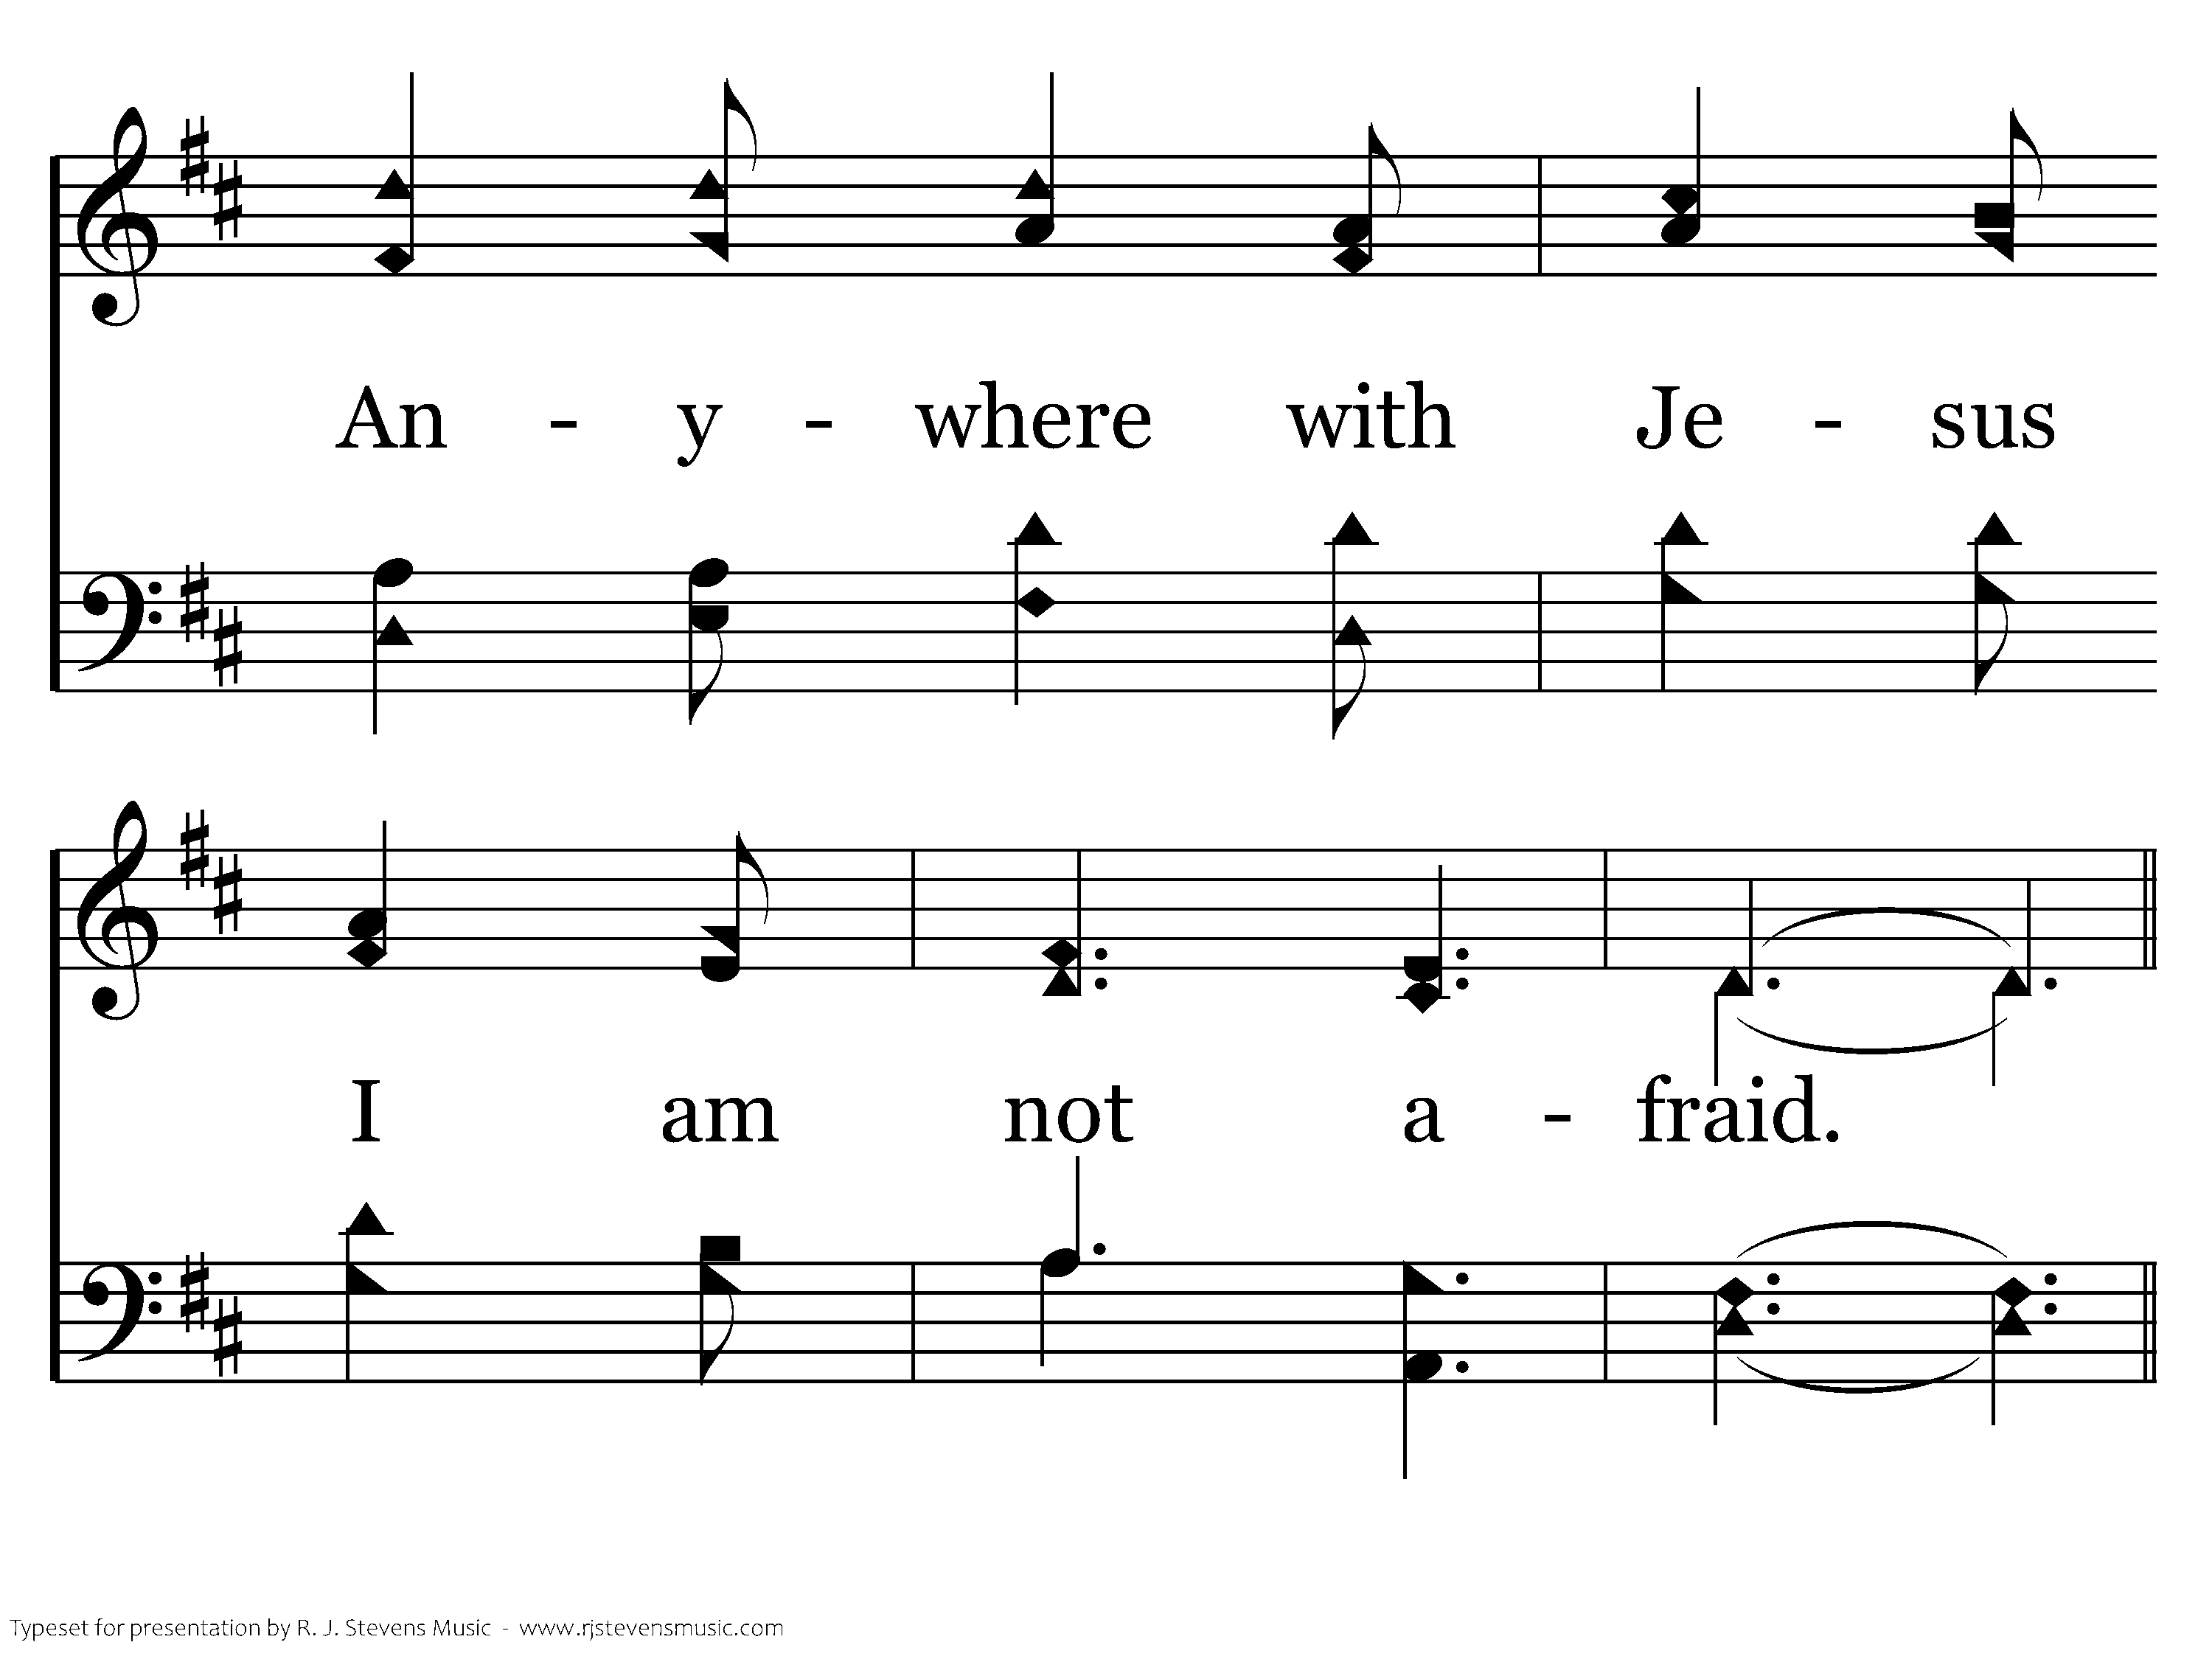 An - y - where with Je - sus
I am not a - fraid.
Typeset for presentation by R. J. Stevens Music - www.rjstevensmusic.com